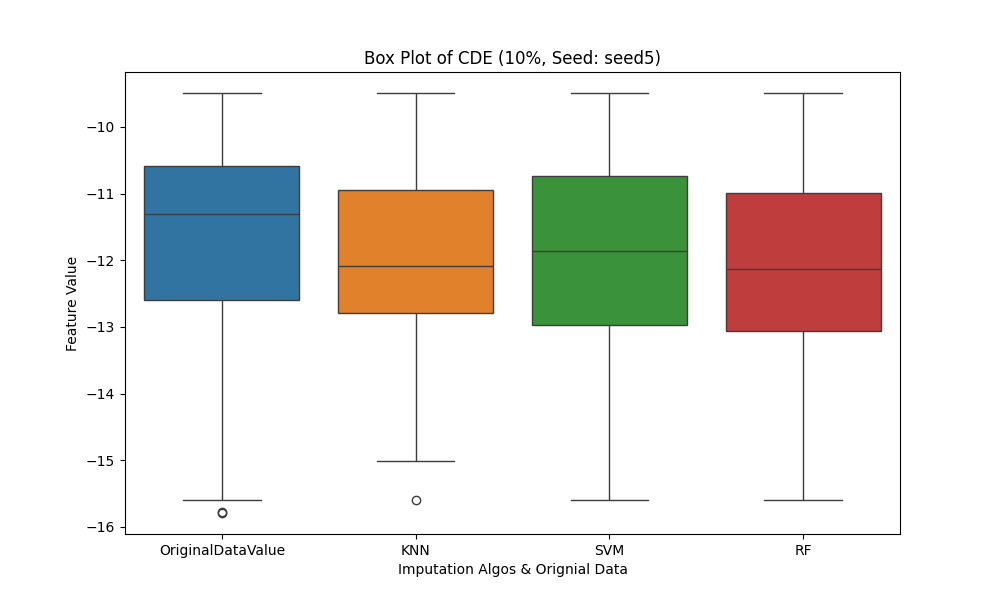 Box Plot of CDE (10%, Seed: seed5)
Feature Value
−10
−11
−12
−13
−14
−15
−16
OriginalDataValue KNN SVM RF
Imputation Algos & Orignial Data